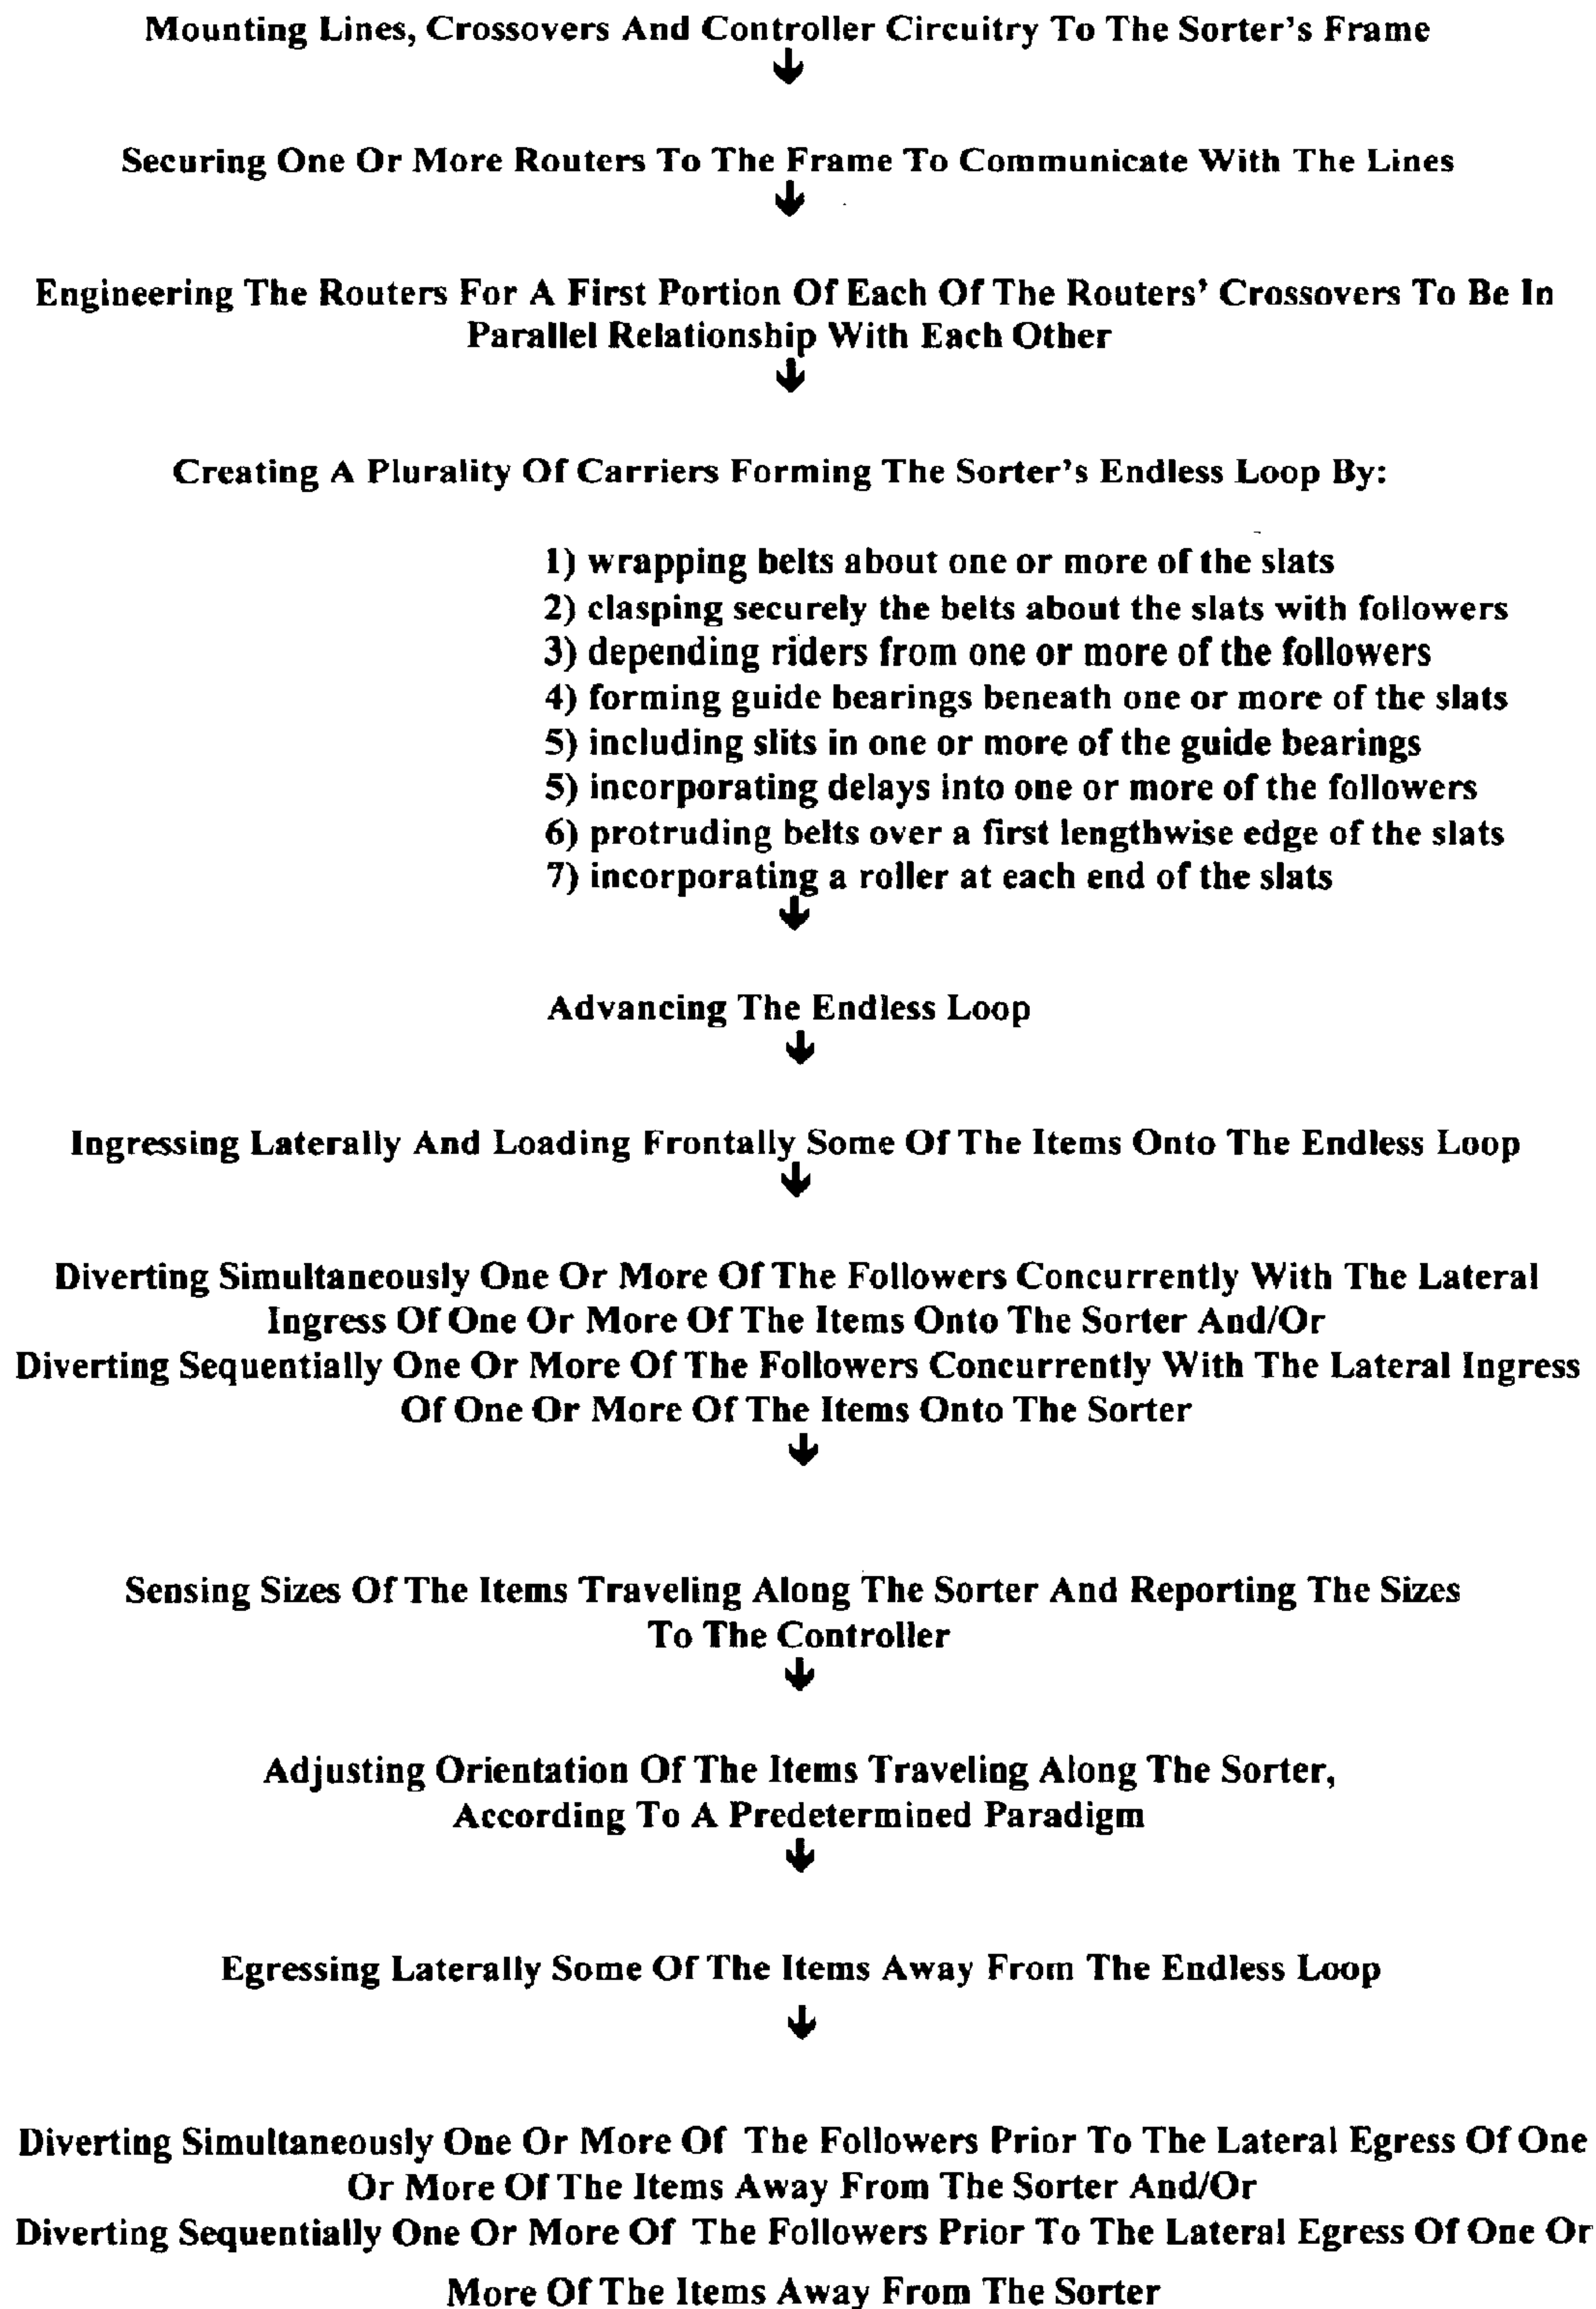 Mounting Lines, Crossovers And Controller Circuitry To The Sorter's Frame
Securing One Or More Routers To The Frame To Communicate With The Lines
Engineering The Routers For A First Portion Of Each Of The Routers' Crossovers To Be In
Parallel Relationship With Each Other
Creating A Plurality Of Carriers Forming The Sorter's Endless Loop By:
1) wrapping belts about one or more of the slats
2) clasping securely the belts about the slats with followers
3) depending riders from one or more of the followers
4) forming guide bearings beneath one or more of the slats
5) including slits in one or more of the guide bearings
5) incorporating delays into one or more of the followers
6) protruding belts over a first lengthwise edge of the slats
7) incorporating a roller at each end of the slats
Advancing The Endless Loop
Ingressing Laterally And Loading Frontally Some Of The Items Onto The Endless Loop
Diverting Simultaneously One Or More Of The Followers Concurrently With The Lateral
Ingress Of One Or More Of The Items Onto The Sorter And/Or
Diverting Sequentially One Or More Of The Followers Concurrently With The Lateral Ingress
Of One Or More Of The Items Onto The Sorter
Sensing Sizes Of The Items Traveling Along The Sorter And Reporting The Sizes
To The Controller
Adjusting Orientation Of The Items Traveling Along The Sorter,
According To A Predetermined Paradigm
Egressing Laterally Some Of The Items Away From The Endless Loop
Diverting Simultaneously One Or More Of The Followers Prior To The Lateral Egress Of One
Or More Of The Items Away From The Sorter And/Or
Diverting Sequentially One Or More Of The Followers Prior To The Lateral Egress Of One Or
More Of The Items Away From The Sorter